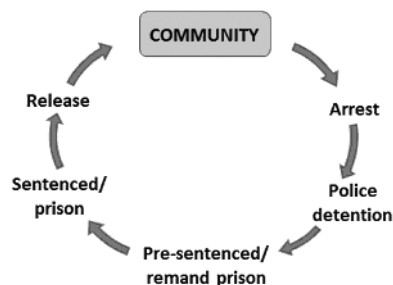 COMMUNITY
Arrest
Police
detention
Pre-sentenced/
remand prison
Sentenced/
prison
Release